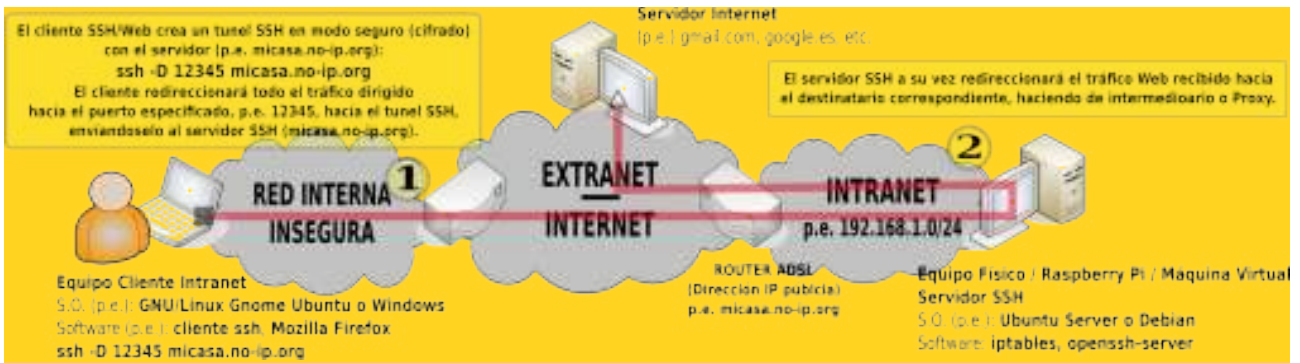 El cliente SSH/Web crea un tunel SSH en modo seguro (cifrado)
con el servidor (p.e. micasa.no-ip.org):
ssh -D 12345 micasa.no-ip.org
El cliente redireccionará todo el tráfico dirigido
hacia el puerto especificado, p.e. 12345, hacia el tunel SSH,
enviandoselo al servidor SSH (micasa.no-ip.org).
Servidor Internet
(p.e.) gmail.com, google.es, etc.
El servidor SSH a su vez redireccionará el tráfico Web recibido hacia
el destinatario correspondiente, haciendo de intermedioario o Proxy.
1
2
RED INTERNA
INSEGURA
EXTRANET
INTERNET
INTRANET
p.e. 192.168.1.0/24
ROUTER ADSL
(Direccion IP publcia)
p.e. micasa.no-ip.org
Equipo Cliente Intranet
S.O. (p.e.): GNU/Linux Gnome Ubuntu o Windows
Software (p.e.): cliente ssh, Mozilla Firefox
ssh -D 12345 micasa.no-ip.org
Equipo Fisico / Raspberry Pi / Maquina Virtual
Servidor SSH
S.O. (p.e.): Ubuntu Server o Debian
Software: iptables, openssh-server